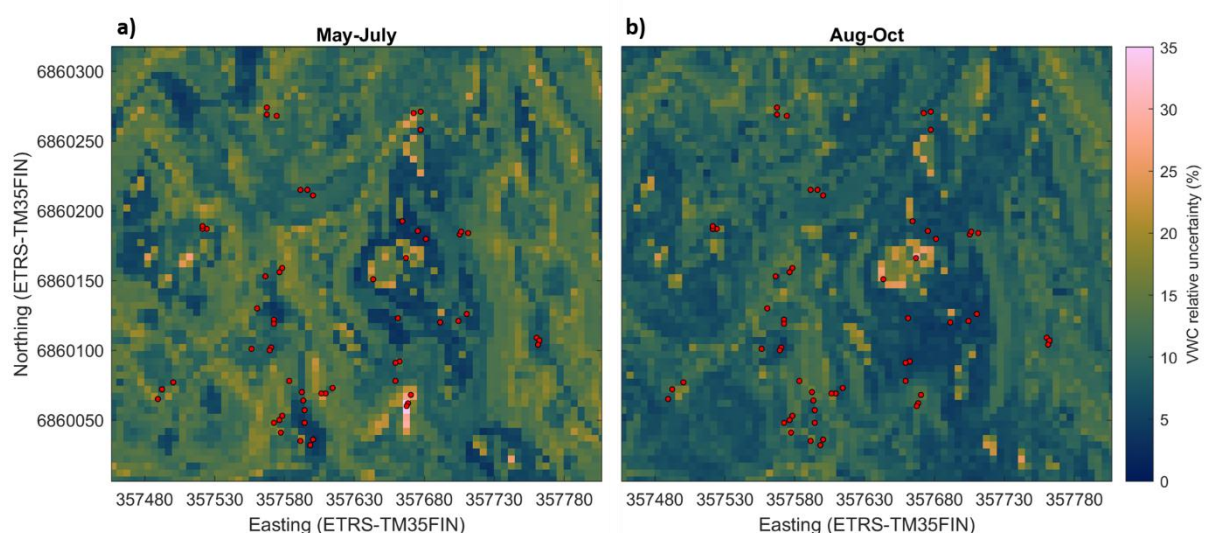 a)
May-July
b)
Aug-Oct
Northing (ETRS-TM35FIN)
6860300
6860250
6860200
6860150
6860100
6860050
357480 357530 357580 357630 357680 357730 357780
Easting (ETRS-TM35FIN)
357480 357530 357580 357630 357680 357730 357780
Easting (ETRS-TM35FIN)
35
30
25
20
15
10
5
0
VWC relative uncertainty (%)